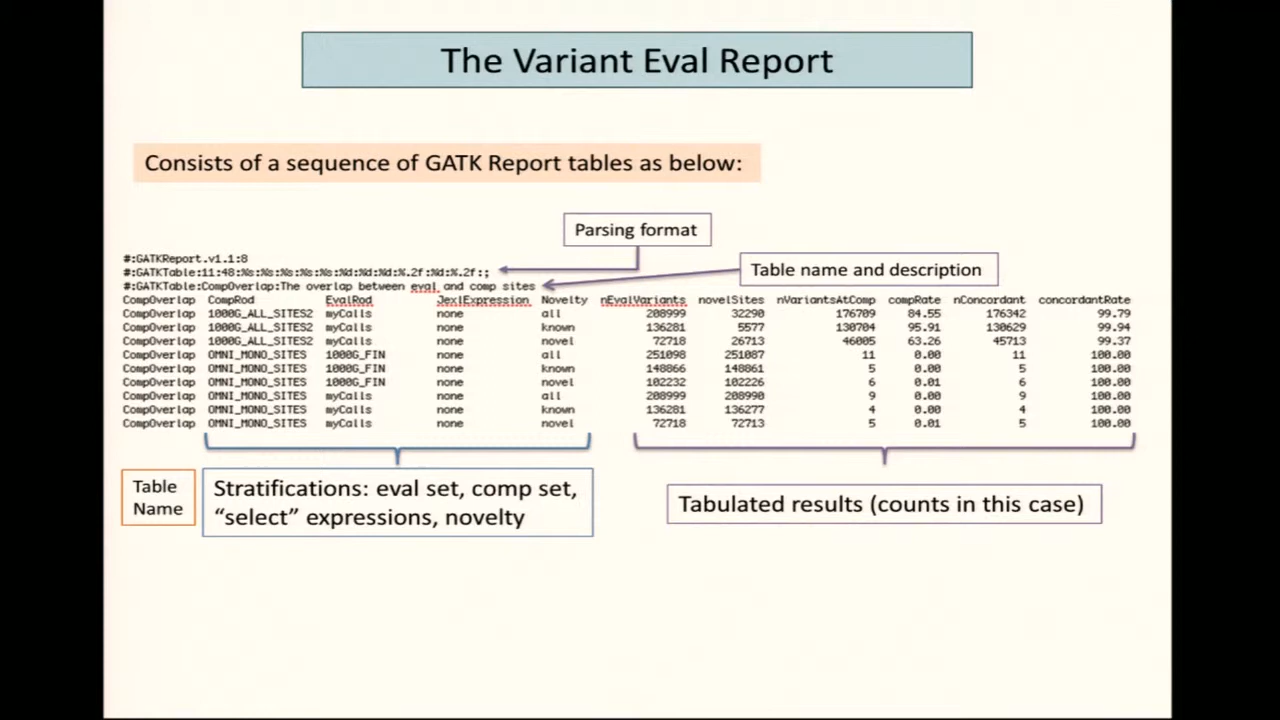 The Variant Eval Report
Consists of a sequence of GATK Report tables as below:
Parsing format
#:GATKReport.v1.1:8
#:GATKTable:11:48:%s:%s:%s:%s:%s:%d:%d:%d:%.2f:%d:%.2f:;
Table name and description
#:GATKTable:CompOverlap:The overlap between eval and comp sites
CompOverlap CompRod EvalRod JexlExpression Novelty nEvalVariants novelSites nVariantsAtComp compRate nConcordant concordantRate
CompOverlap 1000G_ALL_SITES2 myCalls none all 208999 32290 176709 84.55 176342 99.79
CompOverlap 1000G_ALL_SITES2 myCalls none known 136281 5577 130704 95.91 130629 99.94
CompOverlap 1000G_ALL_SITES2 myCalls none novel 72718 26713 46005 63.26 45713 99.37
CompOverlap OMNI_MONO_SITES 1000G_FIN none all 251098 251087 11 0.00 11 100.00
CompOverlap OMNI_MONO_SITES 1000G_FIN none known 148866 148861 5 0.00 5 100.00
CompOverlap OMNI_MONO_SITES 1000G_FIN none novel 102232 102226 6 0.01 6 100.00
CompOverlap OMNI_MONO_SITES myCalls none all 208999 208990 9 0.00 9 100.00
CompOverlap OMNI_MONO_SITES myCalls none known 136281 136277 4 0.00 4 100.00
CompOverlap OMNI_MONO_SITES myCalls none novel 72718 72713 5 0.01 5 100.00
Table
Name
Stratifications: eval set, comp set,
“select” expressions, novelty
Tabulated results (counts in this case)